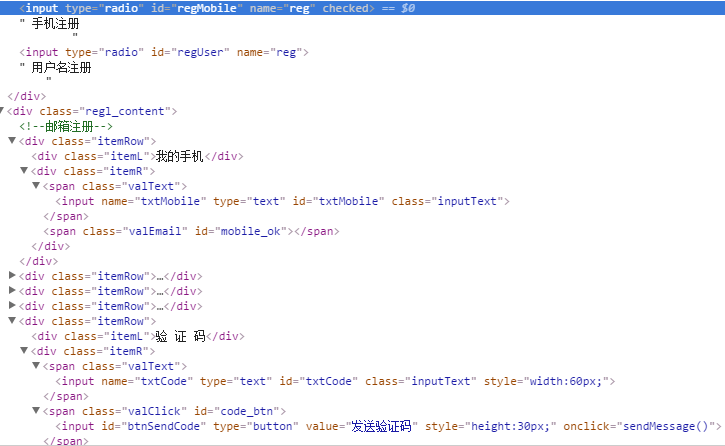 <input type="radio" id="regMobile" name="reg" checked> == $0
" 手机注册
"
<input type="radio" id="regUser" name="reg">
" 用户名注册
"
</div>
<div class="regl_content">
<!--邮箱注册-->
<div class="itemRow">
<div class="itemL">我的手机</div>
<div class="itemR">
<span class="valText">
<input name="txtMobile" type="text" id="txtMobile" class="inputText">
</span>
<span class="valEmail" id="mobile_ok"></span>
</div>
</div>
<div class="itemRow">…</div>
<div class="itemRow">…</div>
<div class="itemRow">…</div>
<div class="itemRow">
<div class="itemL">验 证 码</div>
<div class="itemR">
<span class="valText">
<input name="txtCode" type="text" id="txtCode" class="inputText" style="width:60px;">
</span>
<span class="valClick" id="code_btn">
<input id="btnSendCode" type="button" value="发送验证码" style="height:30px;" onclick="sendMessage()">
</span>